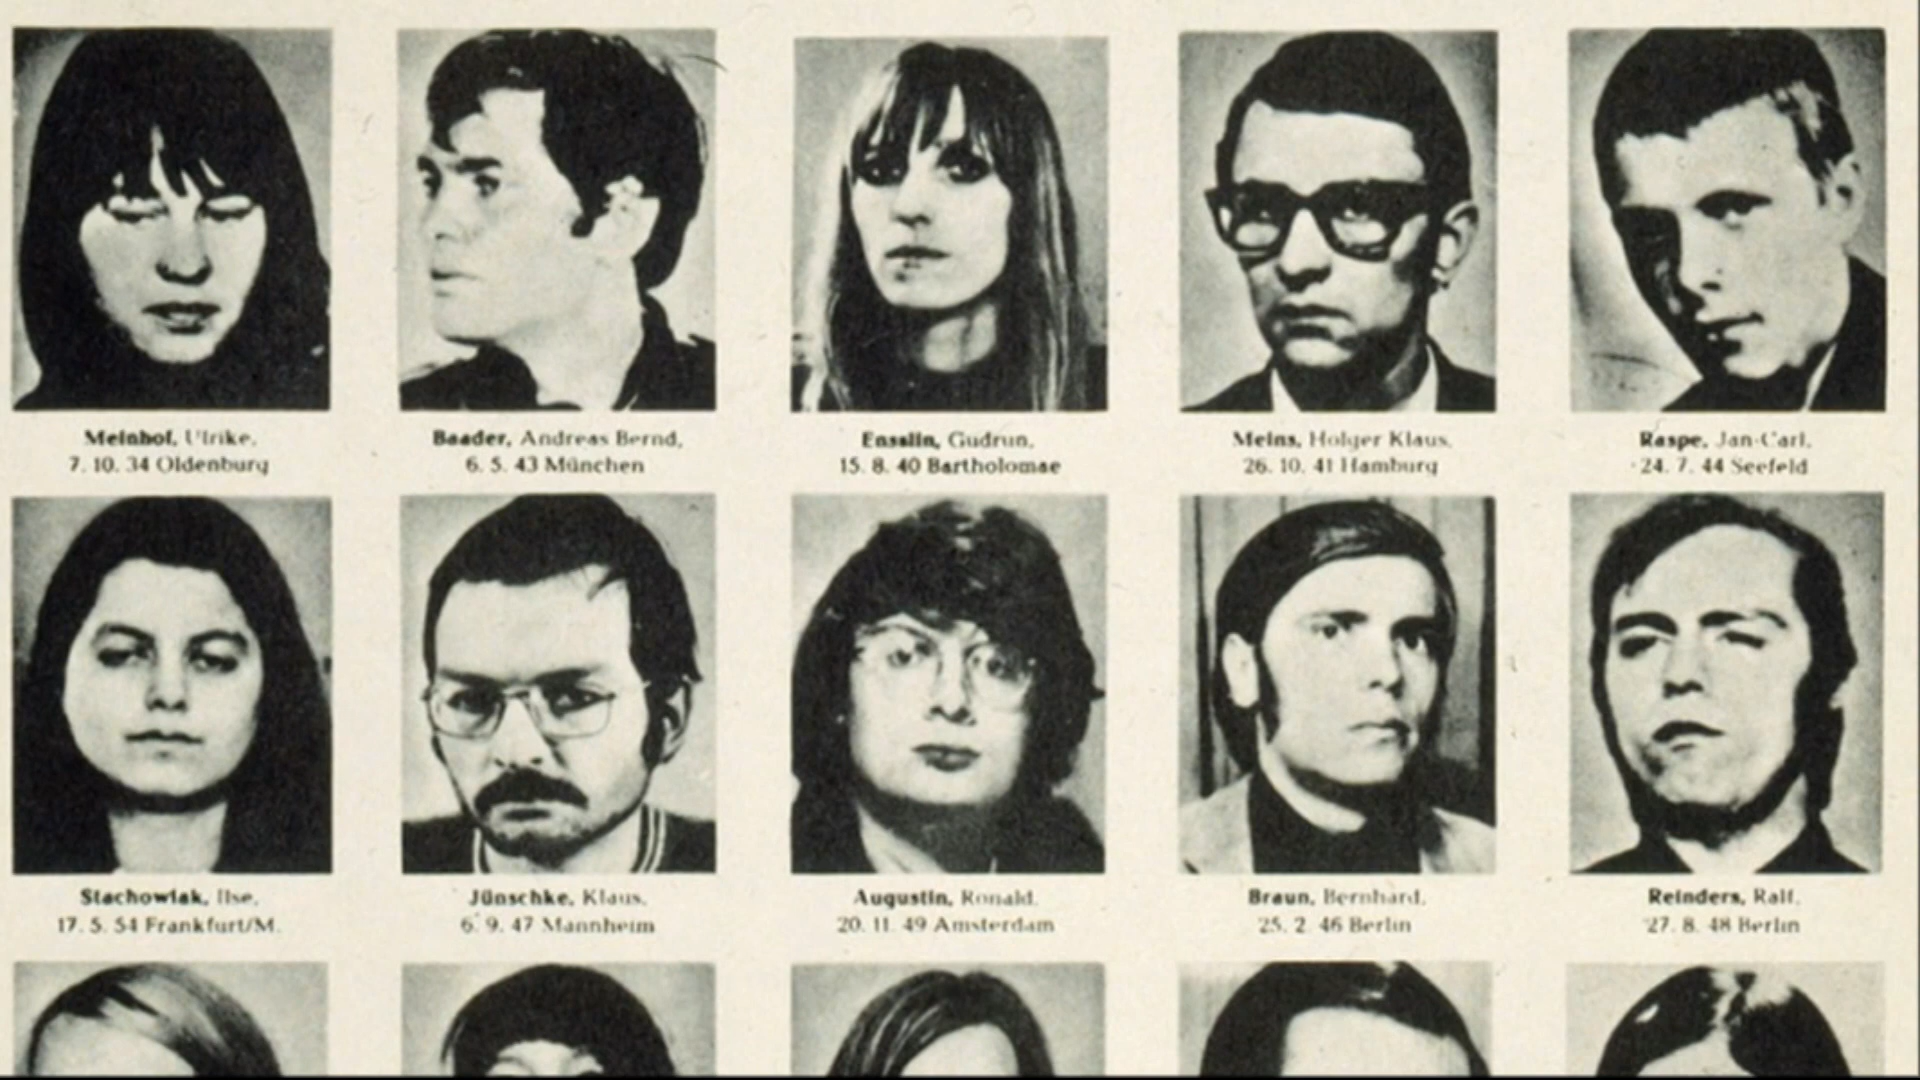 Meinhof, Ulrike,
7. 10. 34 Oldenburg
Baader, Andreas Bernd,
6. 5. 43 München
Ensslin, Gudrun,
15. 8. 40 Bartholomae
Meins, Holger Klaus,
26. 10. 41 Hamburg
Raspe, Jan-Carl,
24. 7. 44 Seefeld
Stachowiak, Ilse,
17. 5. 54 Frankfurt/M.
Jünschke, Klaus,
6. 9. 47 Mannheim
Augustin, Ronald,
20. 11. 49 Amsterdam
Braun, Bernhard,
25. 2. 46 Berlin
Reinders, Ralf,
27. 8. 48 Berlin